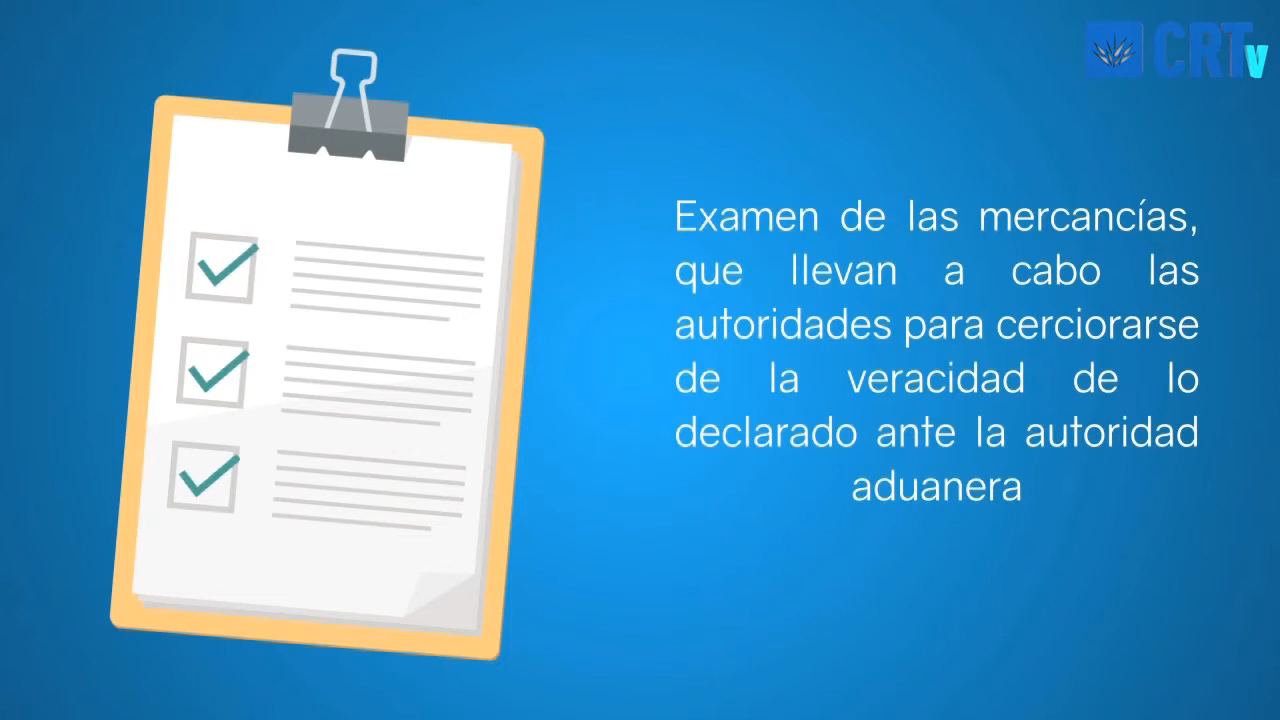 CRTv
Examen de las mercancías,
que llevan a cabo las
autoridades para cerciorarse
de la veracidad de lo
declarado ante la autoridad
aduanera